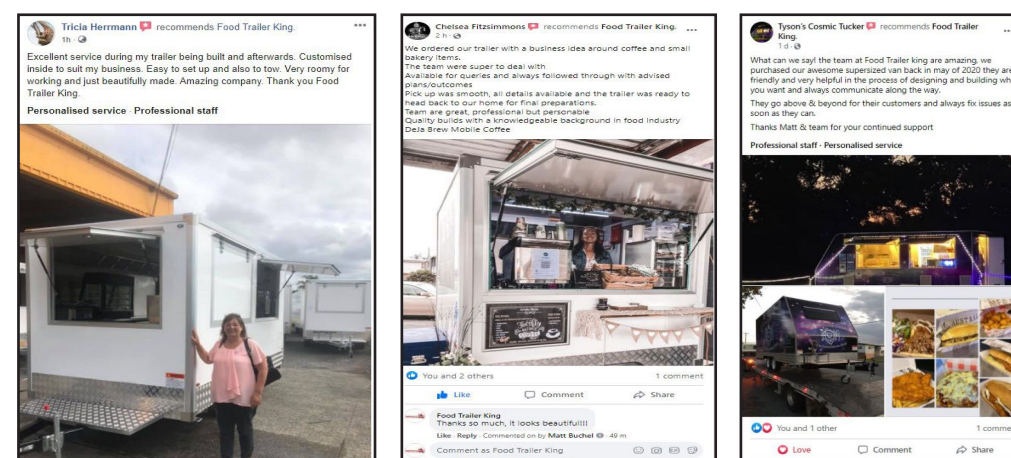 Tricia Herrmann recommends Food Trailer King.
1h
Excellent service during my trailer being built and afterwards. Customised
inside to suit my business. Easy to set up and also to tow. Very roomy for
working and just beautifully made. Amazing company. Thank you Food
Trailer King.
Personalised service · Professional staff
Chelsea Fitzsimmons recommends Food Trailer King.
2 h
We ordered our trailer with a business idea around coffee and small
bakery items.
The team were super to deal with
Available for queries and always followed through with advised
plans/outcomes
Pick up was smooth, all details available and the trailer was ready to
head back to our home for final preparations.
Team are great, professional but personable
Quality builds with a knowledgeable background in food industry
DeJa Brew Mobile Coffee
You and 2 others 1 comment
Like Comment Share
Food Trailer King
Thanks so much, it looks beautiful!!!
Like · Reply · Commented on by Matt Buchel · 49 m
Comment as Food Trailer King
Tyson's Cosmic Tucker recommends Food Trailer
King.
1 d
What can we say! the team at Food Trailer king are amazing, we
purchased our awesome supersized van back in may of 2020 they are
friendly and very helpful in the process of designing and building wh
you want and always communicate along the way.
They go above & beyond for their customers and always fix issues as
soon as they can.
Thanks Matt & team for your continued support
Professional staff · Personalised service
You and 1 other 1 comme
Love Comment Share